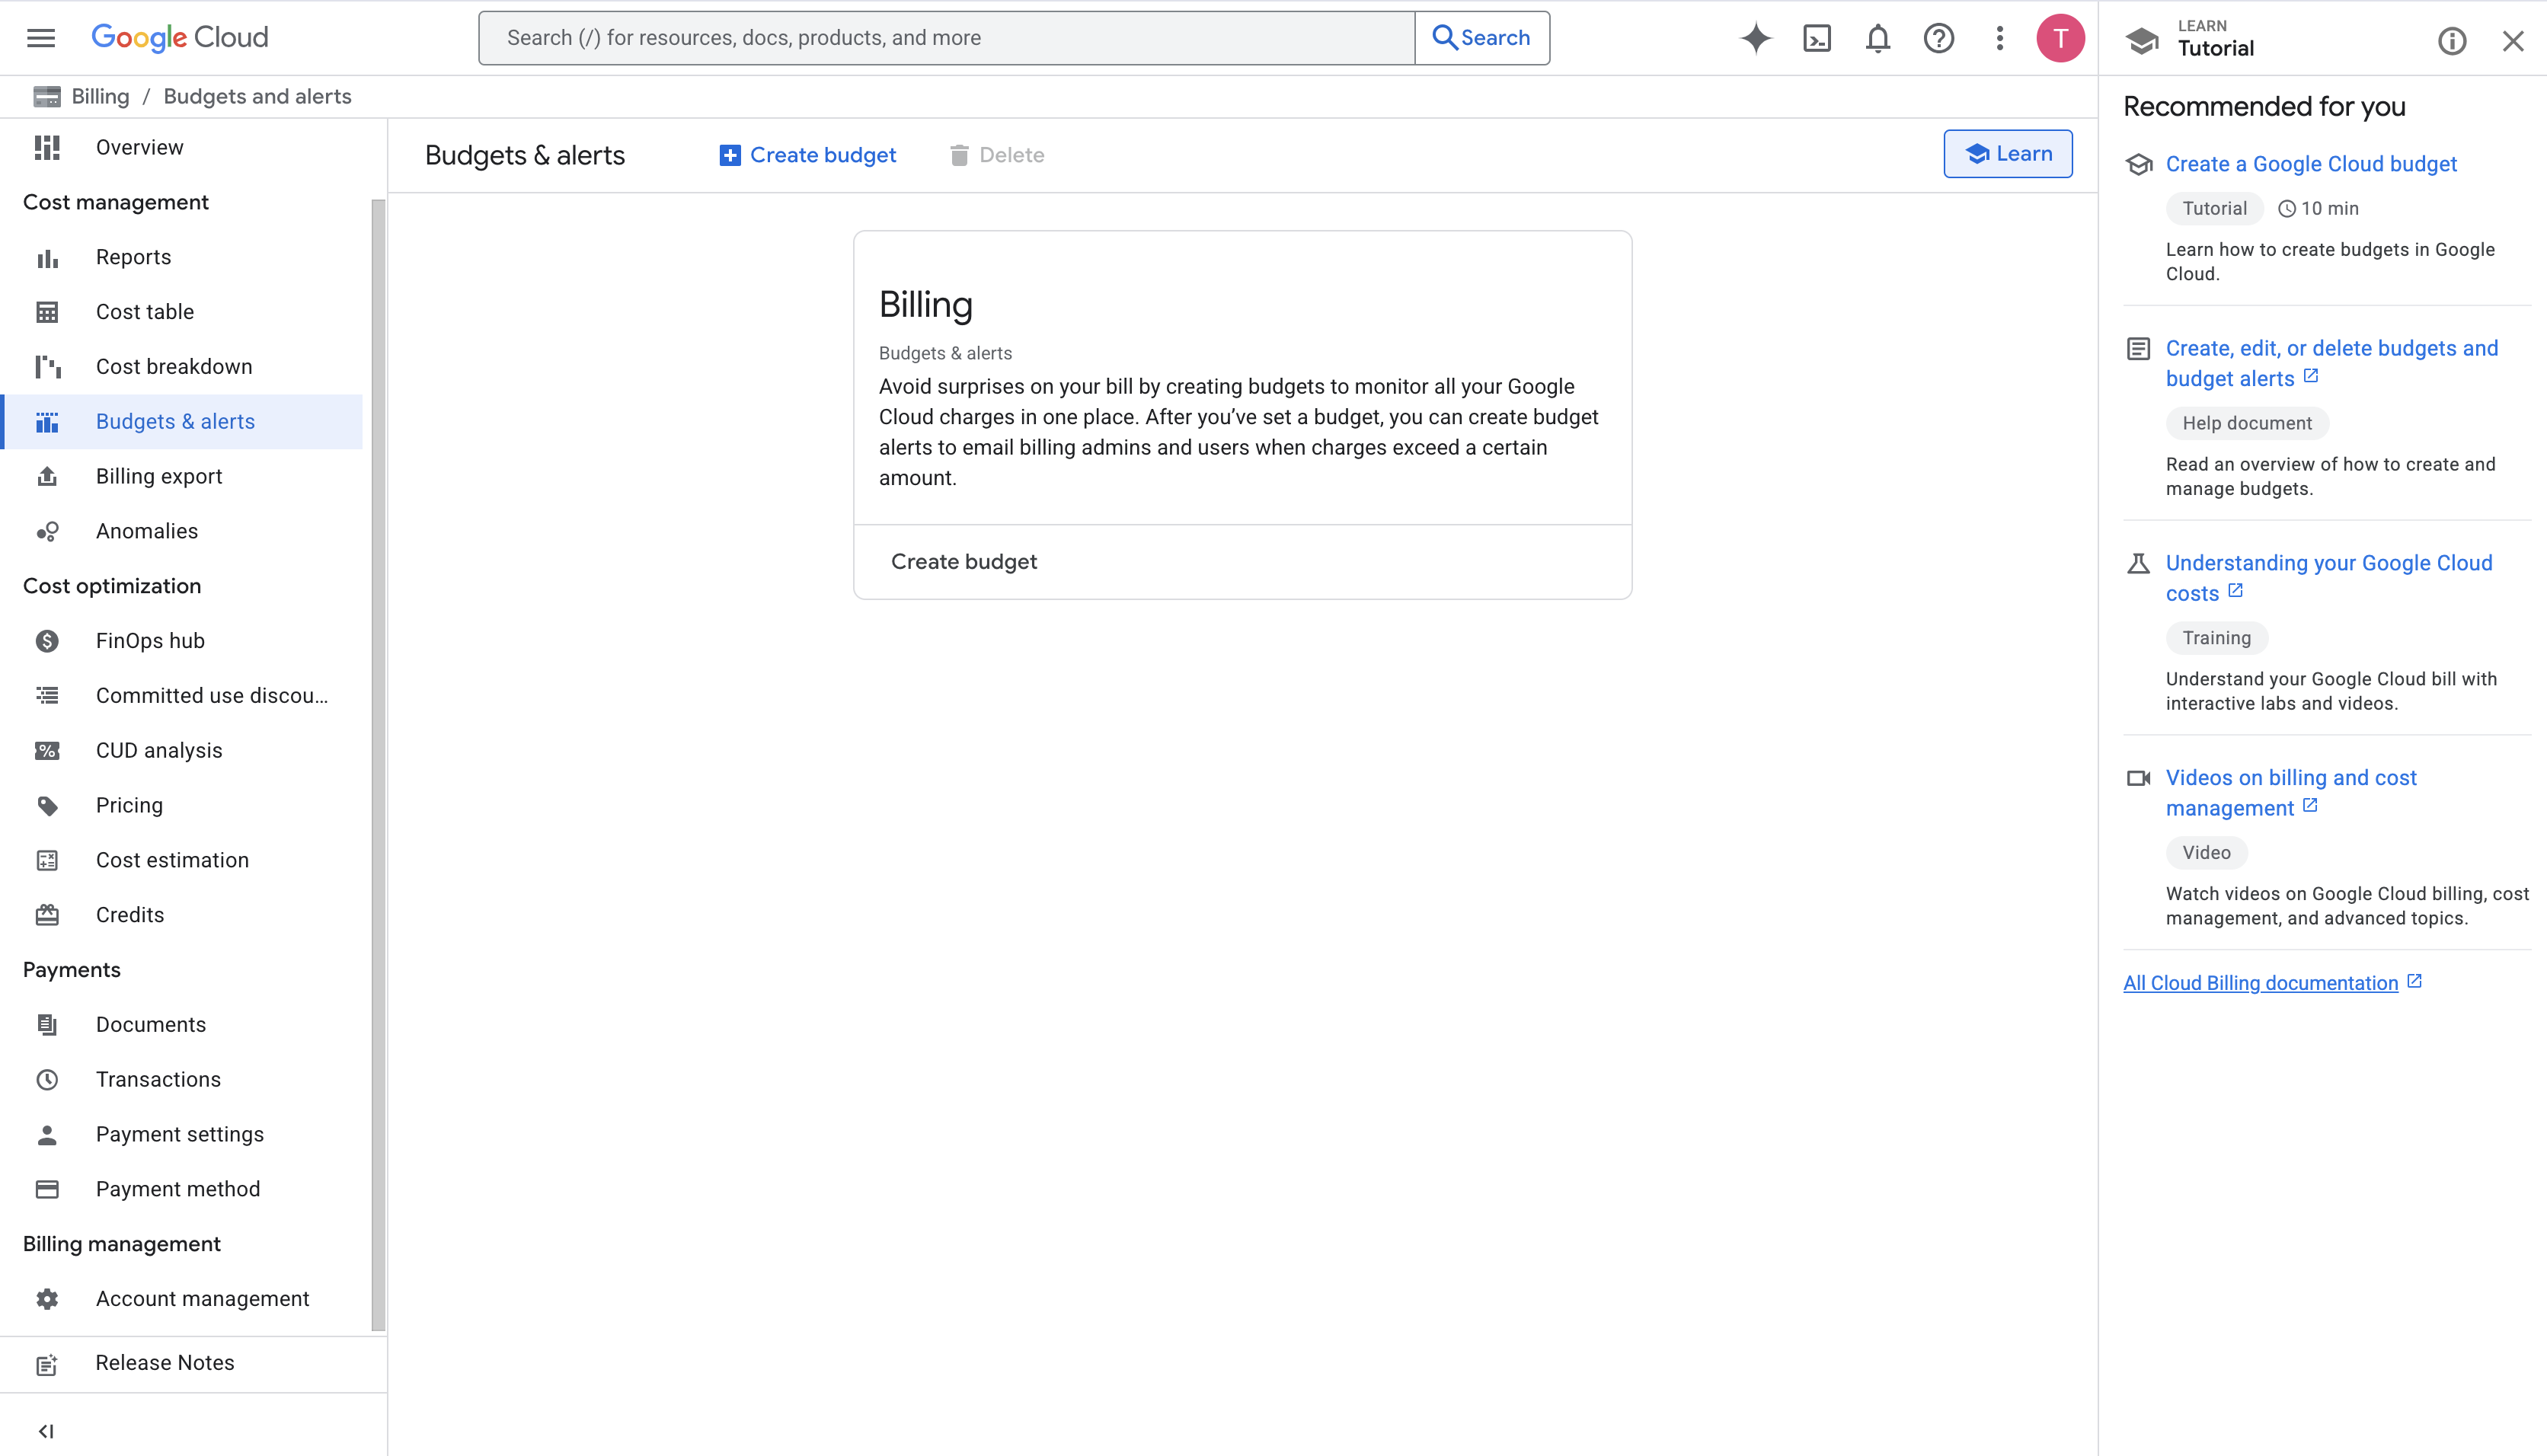 Google Cloud
Search (/) for resources, docs, products, and more
Search
T
LEARN
Tutorial
Billing / Budgets and alerts
Overview
Cost management
Reports
Cost table
Cost breakdown
Budgets & alerts
Billing export
Anomalies
Cost optimization
FinOps hub
Committed use discou...
CUD analysis
Pricing
Cost estimation
Credits
Payments
Documents
Transactions
Payment settings
Payment method
Billing management
Account management
Release Notes
Budgets & alerts
Create budget
Delete
Learn
Billing
Budgets & alerts
Avoid surprises on your bill by creating budgets to monitor all your Google
Cloud charges in one place. After you’ve set a budget, you can create budget
alerts to email billing admins and users when charges exceed a certain
amount.
Create budget
Recommended for you
Create a Google Cloud budget
Tutorial 10 min
Learn how to create budgets in Google
Cloud.
Create, edit, or delete budgets and
budget alerts
Help document
Read an overview of how to create and
manage budgets.
Understanding your Google Cloud
costs
Training
Understand your Google Cloud bill with
interactive labs and videos.
Videos on billing and cost
management
Video
Watch videos on Google Cloud billing, cost
management, and advanced topics.
All Cloud Billing documentation